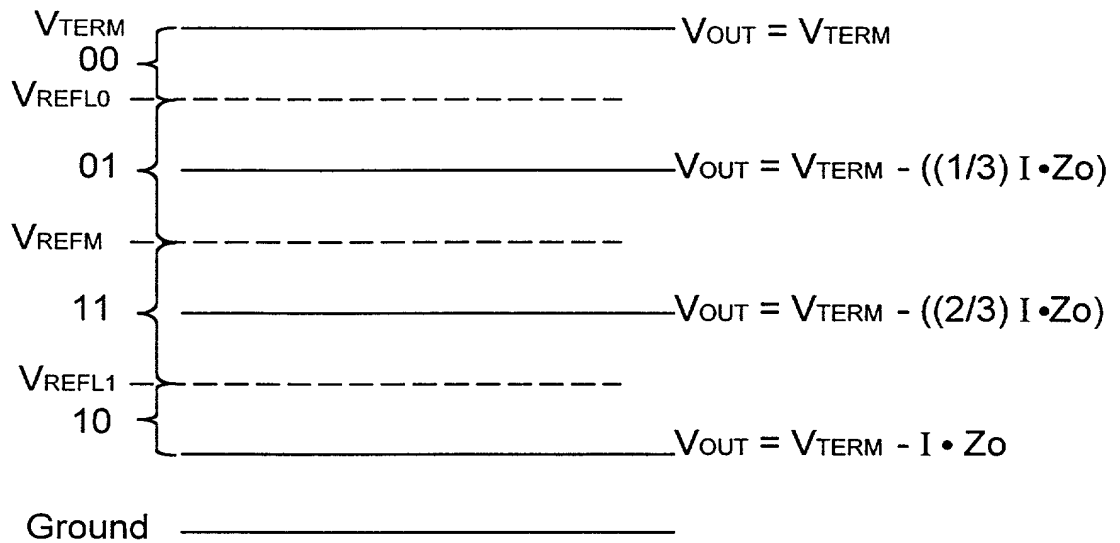 VTERM
VOUT = VTERM
00
VREFL0
01
VOUT = VTERM - ((1/3) I•Zo)
VREFM
11
VOUT = VTERM - ((2/3) I•Zo)
VREFL1
10
VOUT = VTERM - I • Zo
Ground